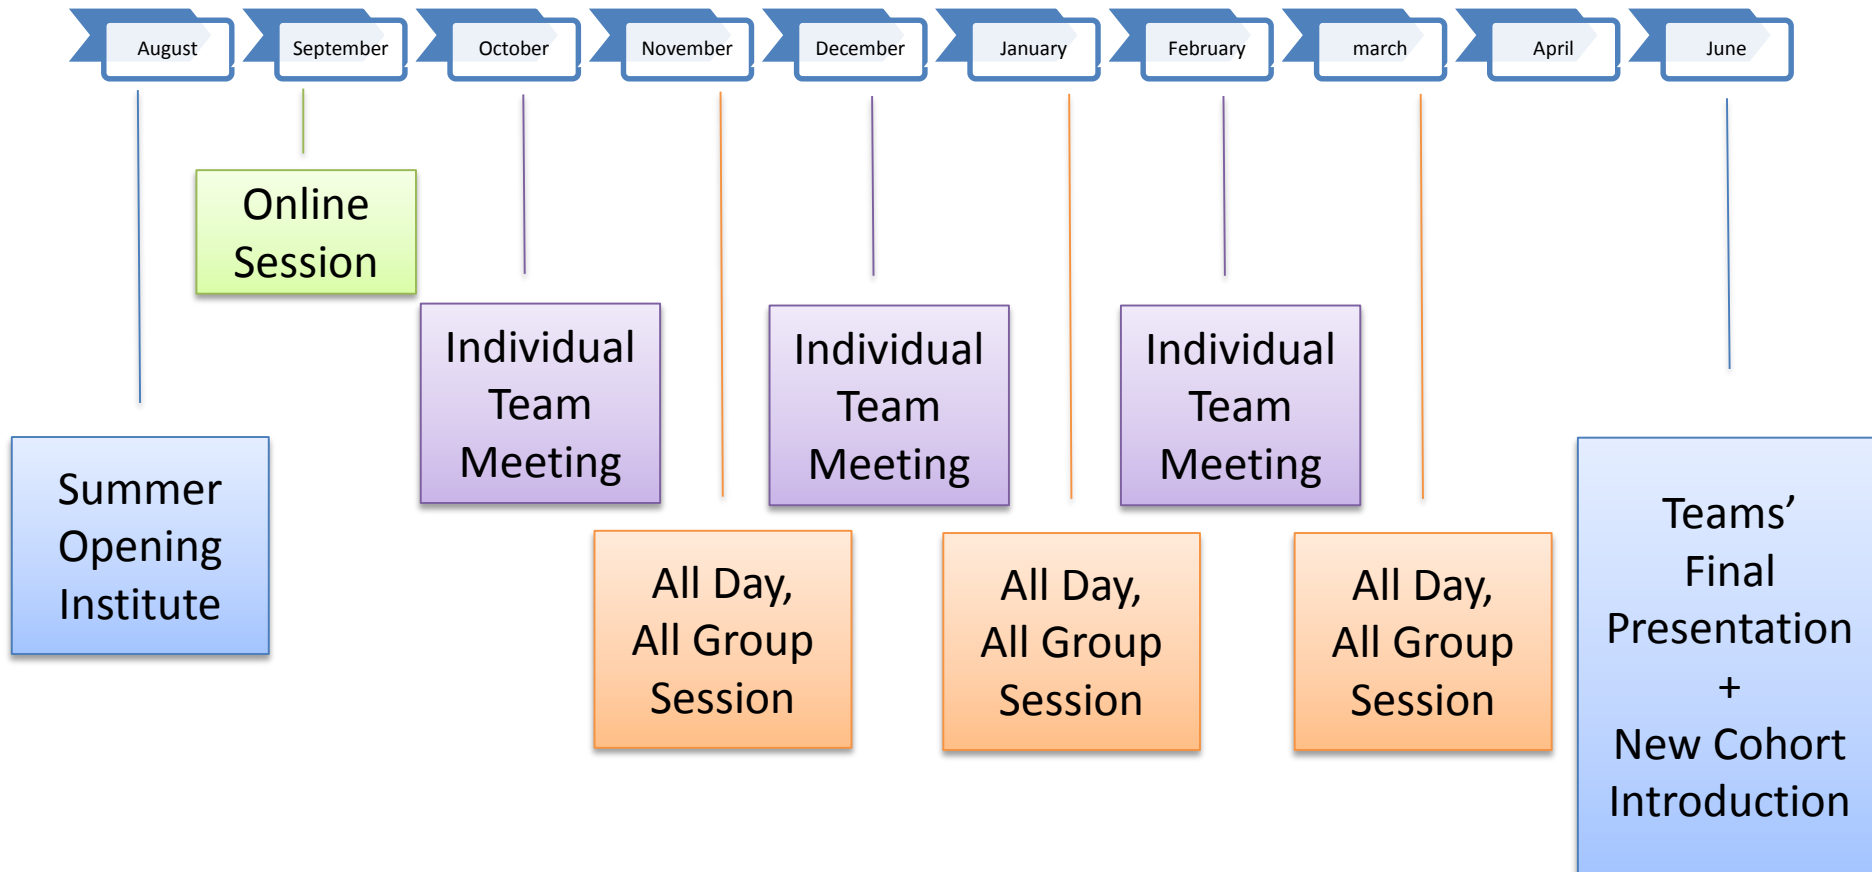 August
September
October
November
December
January
February
march
April
June
Online
Session
Individual
Team
Meeting
Individual
Team
Meeting
Individual
Team
Meeting
Summer
Opening
Institute
All Day,
All Group
Session
All Day,
All Group
Session
All Day,
All Group
Session
Teams’
Final
Presentation
+
New Cohort
Introduction